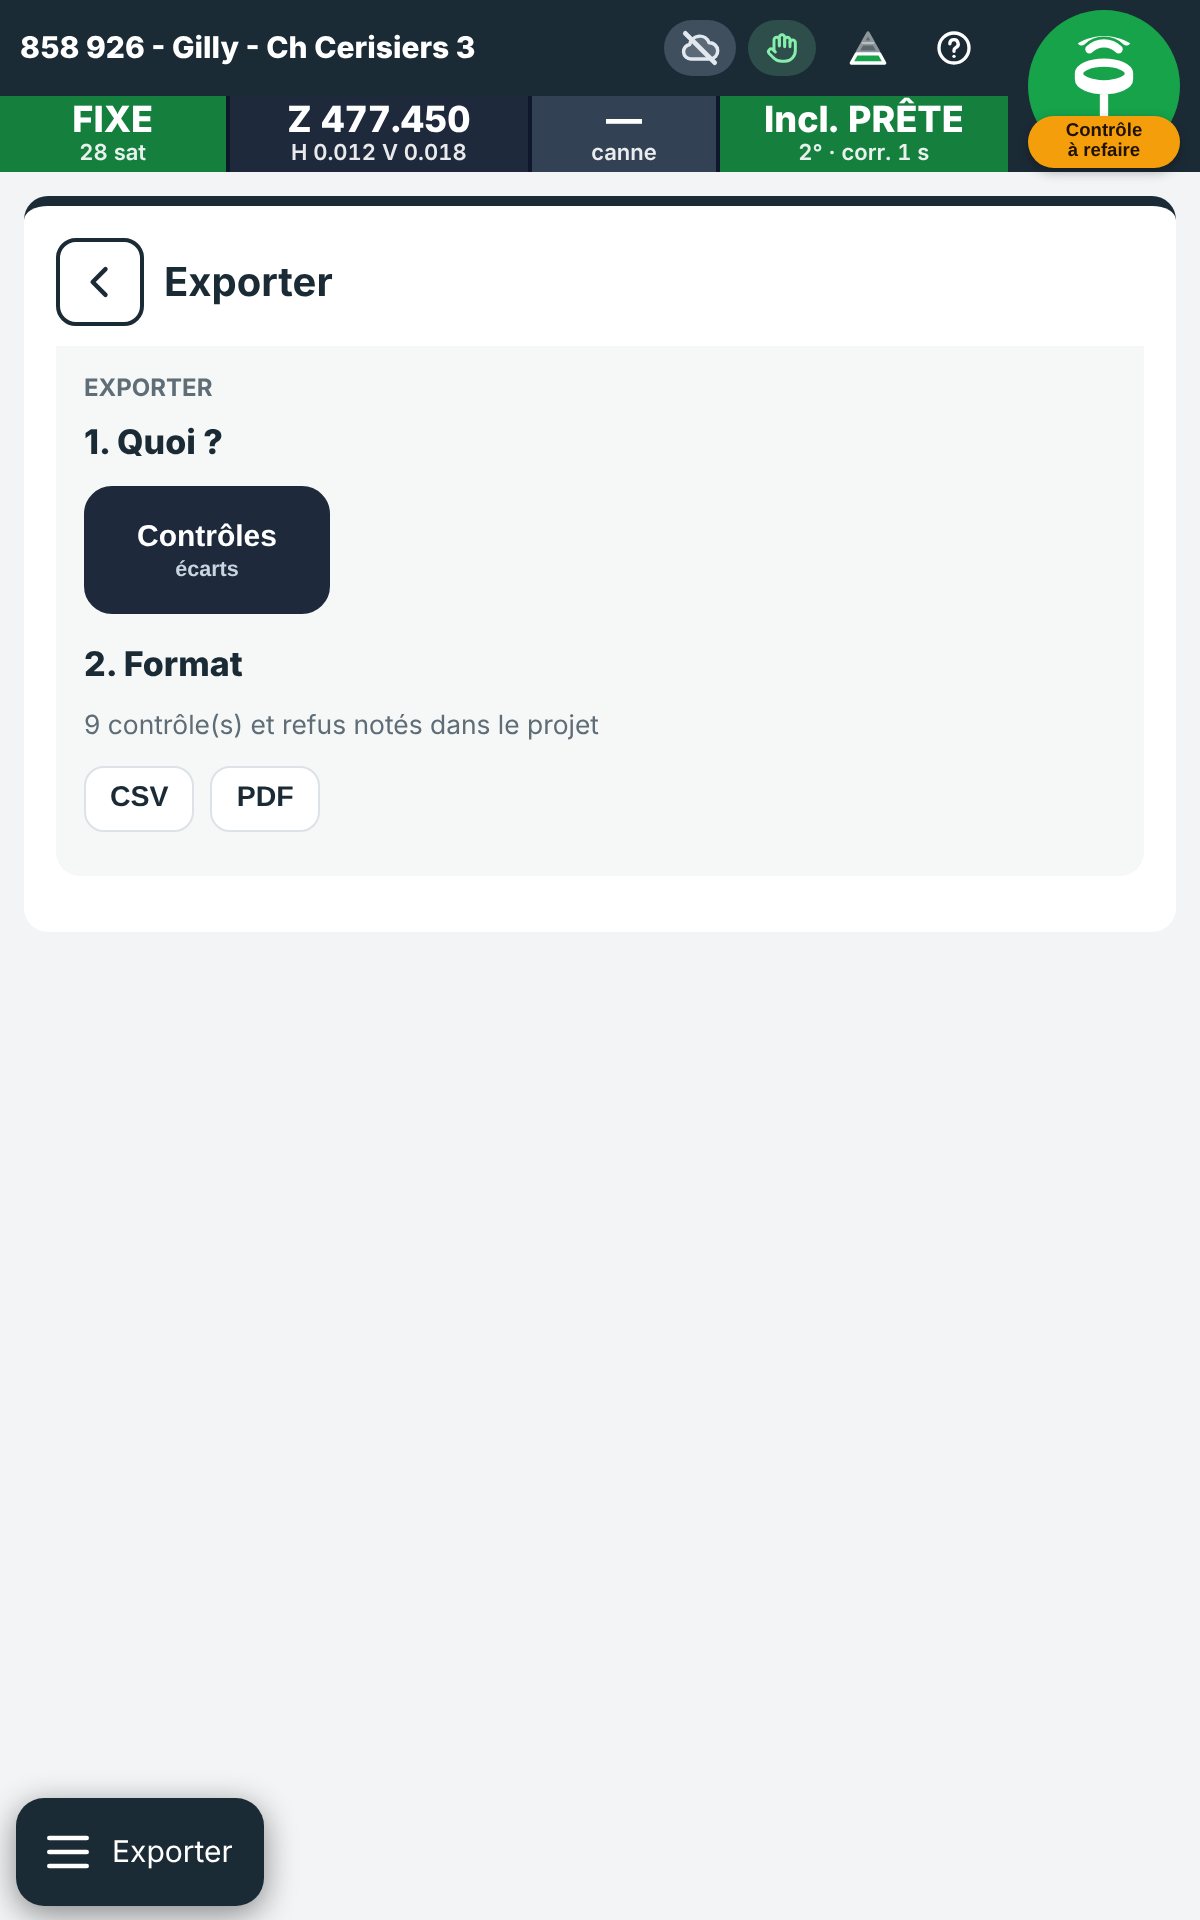 858 926 - Gilly - Ch Cerisiers 3
FIXE
28 sat
Z 477.450
H 0.012 V 0.018
—
canne
Incl. PRÊTE
2° · corr. 1 s
Contrôle
à refaire
Exporter
EXPORTER
1. Quoi ?
Contrôles
écarts
2. Format
9 contrôle(s) et refus notés dans le projet
CSV
PDF
Exporter